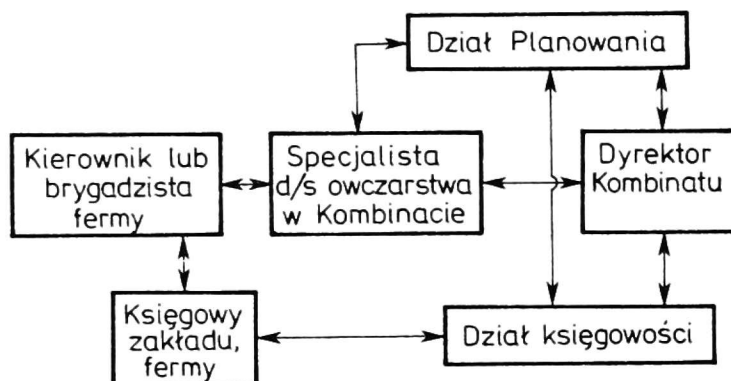 Dział Planowania
Kierownik lub
brygadzista
fermy
Specjalista
d/s owczarstwa
w Kombinacie
Dyrektor
Kombinatu
Księgowy
zakładu,
fermy
Dział księgowości